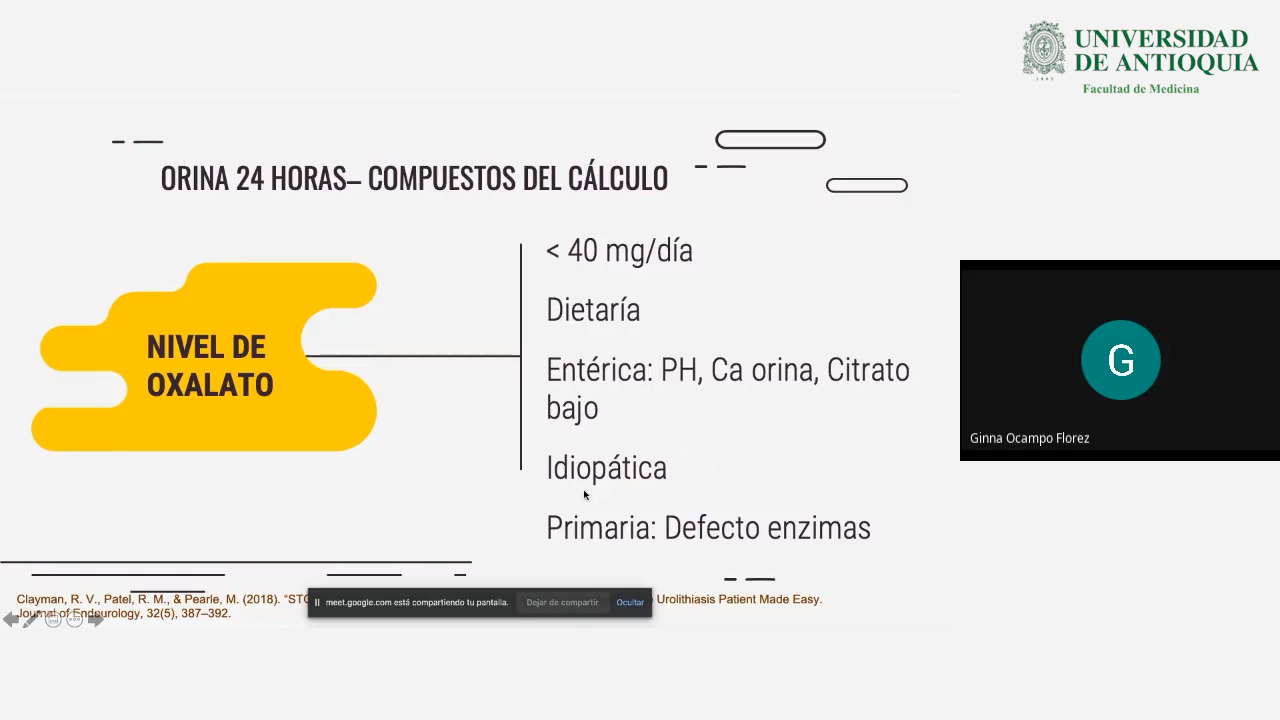 UNIVERSIDAD
DE ANTIOQUIA
Facultad de Medicina
ORINA 24 HORAS– COMPUESTOS DEL CÁLCULO
NIVEL DE
OXALATO
< 40 mg/día
Dietaría
Entérica: PH, Ca orina, Citrato
bajo
Idiopática
Primaria: Defecto enzimas
G
Ginna Ocampo Florez
Clayman, R. V., Patel, R. M., & Pearle, M. (2018). “STO Urolithiasis Patient Made Easy.
Journal of Endourology, 32(5), 387–392.
meet.google.com está compartiendo tu pantalla. Dejar de compartir Ocultar